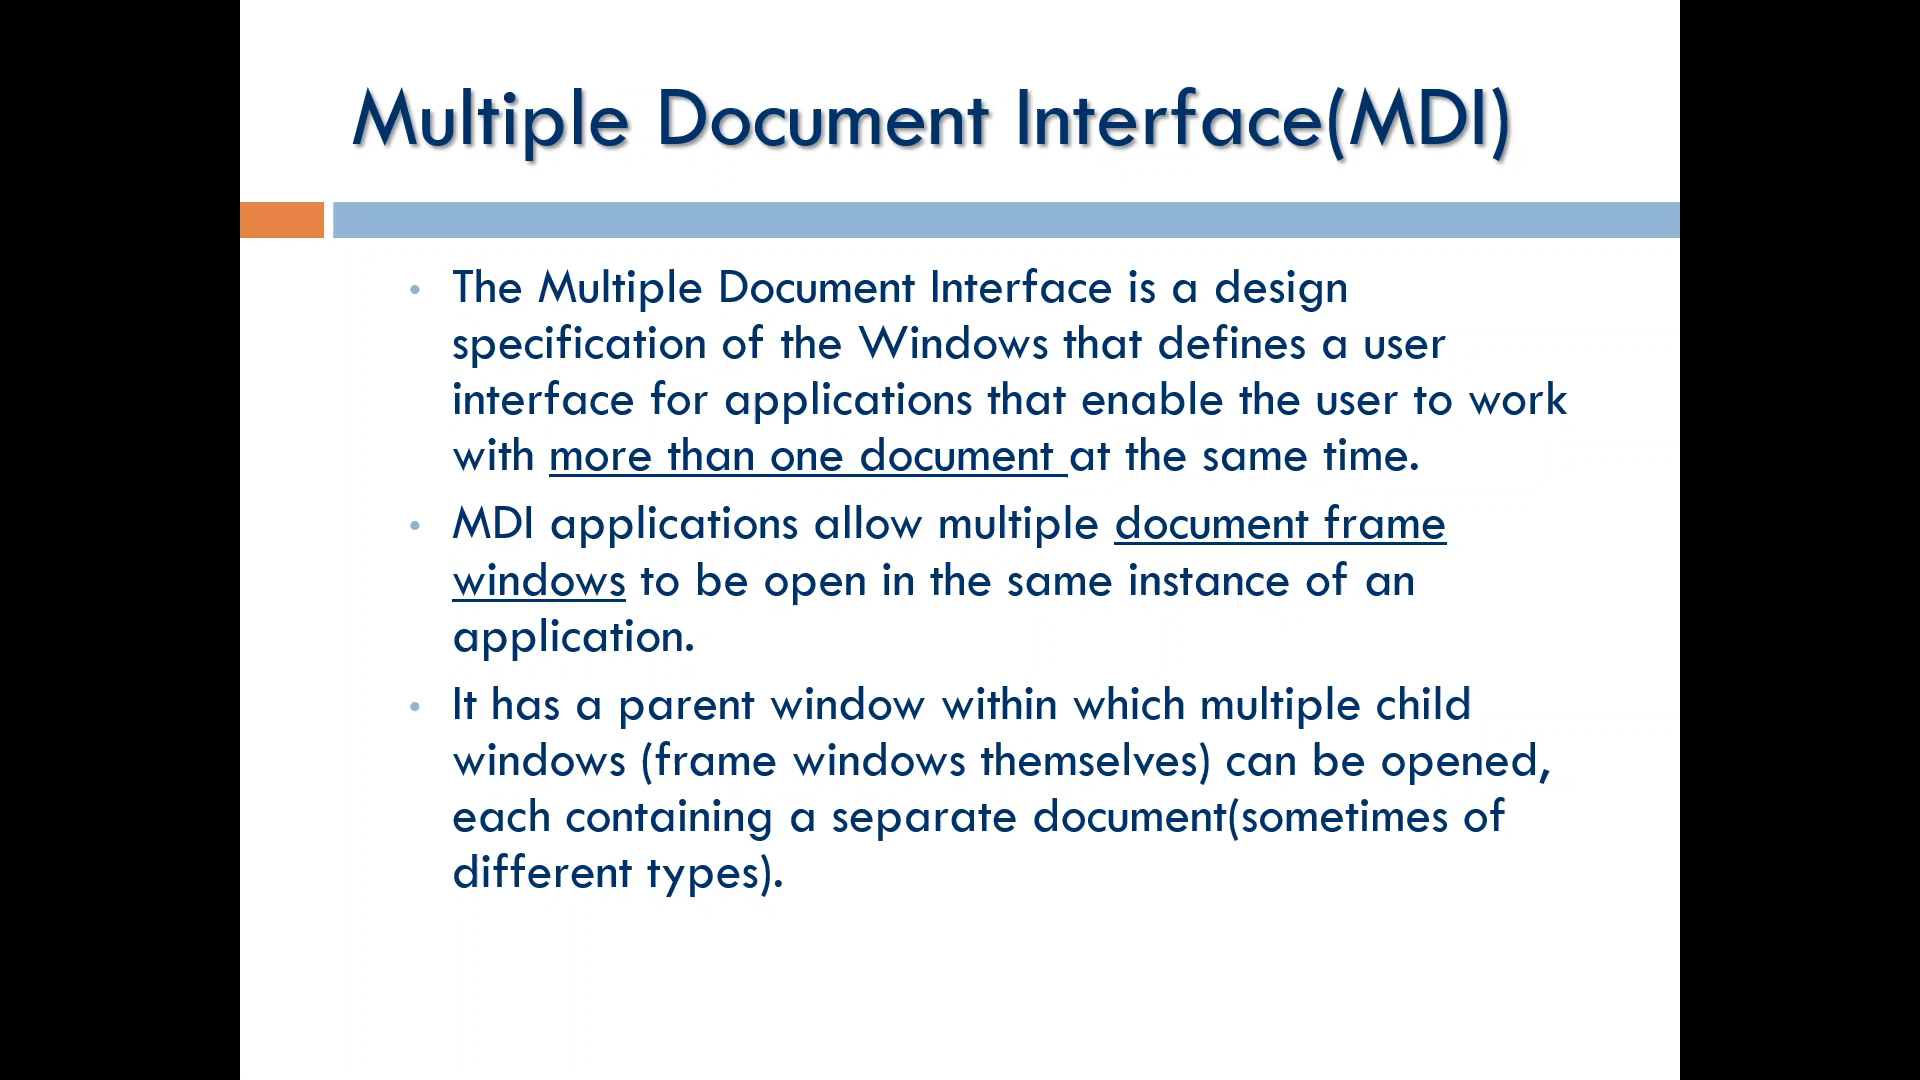 Multiple Document Interface(MDI)
• The Multiple Document Interface is a design
specification of the Windows that defines a user
interface for applications that enable the user to work
with more than one document at the same time.
• MDI applications allow multiple document frame
windows to be open in the same instance of an
application.
• It has a parent window within which multiple child
windows (frame windows themselves) can be opened,
each containing a separate document(sometimes of
different types).